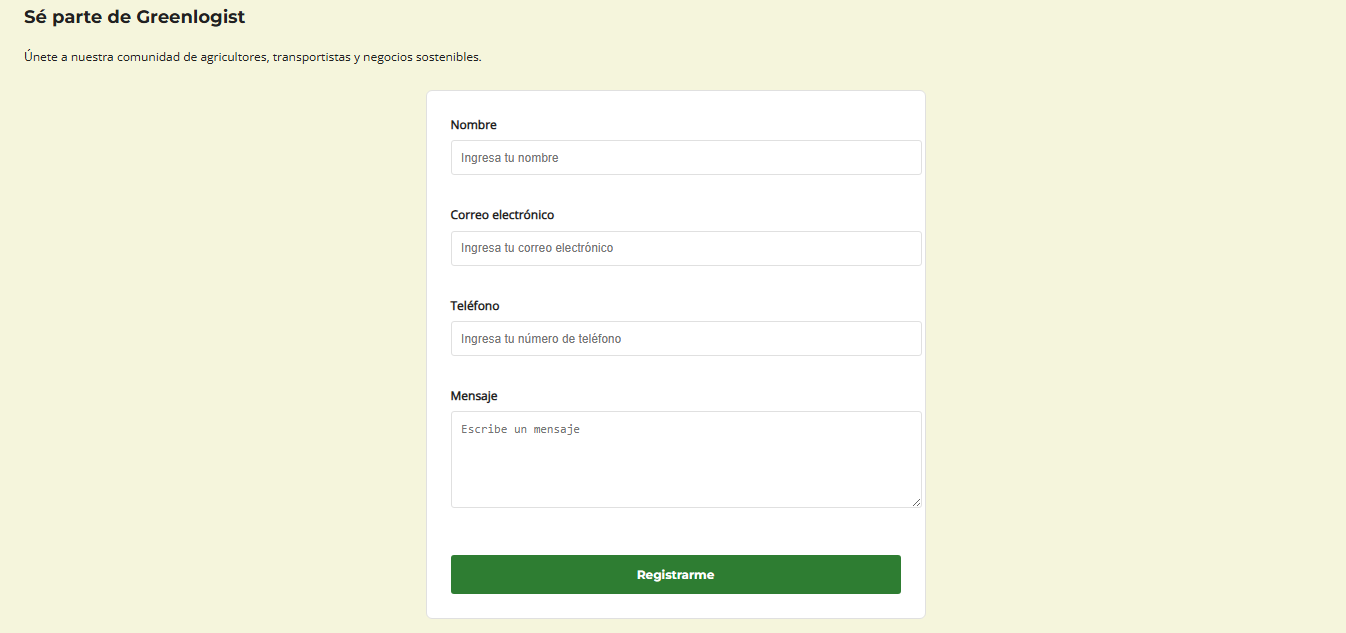 Sé parte de Greenlogist
Únete a nuestra comunidad de agricultores, transportistas y negocios sostenibles.
Nombre
Ingresa tu nombre
Correo electrónico
Ingresa tu correo electrónico
Teléfono
Ingresa tu número de teléfono
Mensaje
Escribe un mensaje
Registrarme